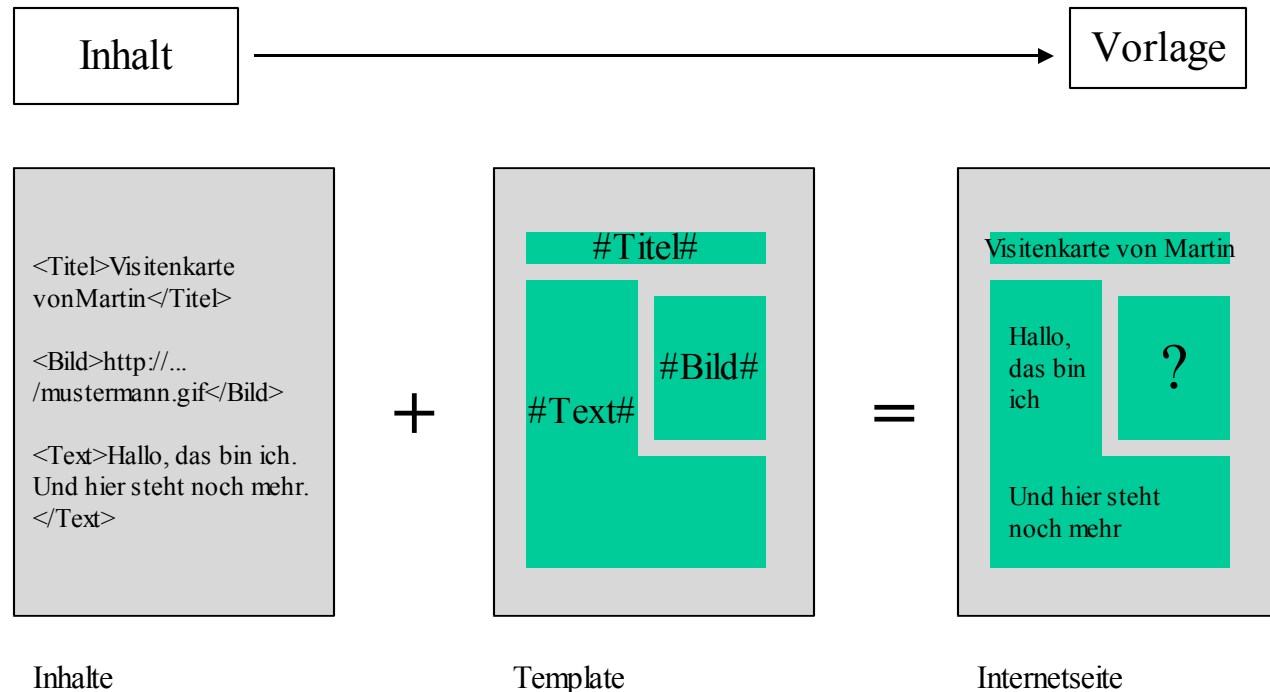 Inhalt
Vorlage
<Titel>Visitenkarte
vonMartin</Titel>
<Bild>http://...
/mustermann.gif</Bild>
<Text>Hallo, das bin ich.
Und hier steht noch mehr.
</Text>
+
#Titel#
#Bild#
#Text#
=
Visitenkarte von Martin
Hallo,
das bin
ich
?
Und hier steht
noch mehr
Inhalte
Template
Internetseite